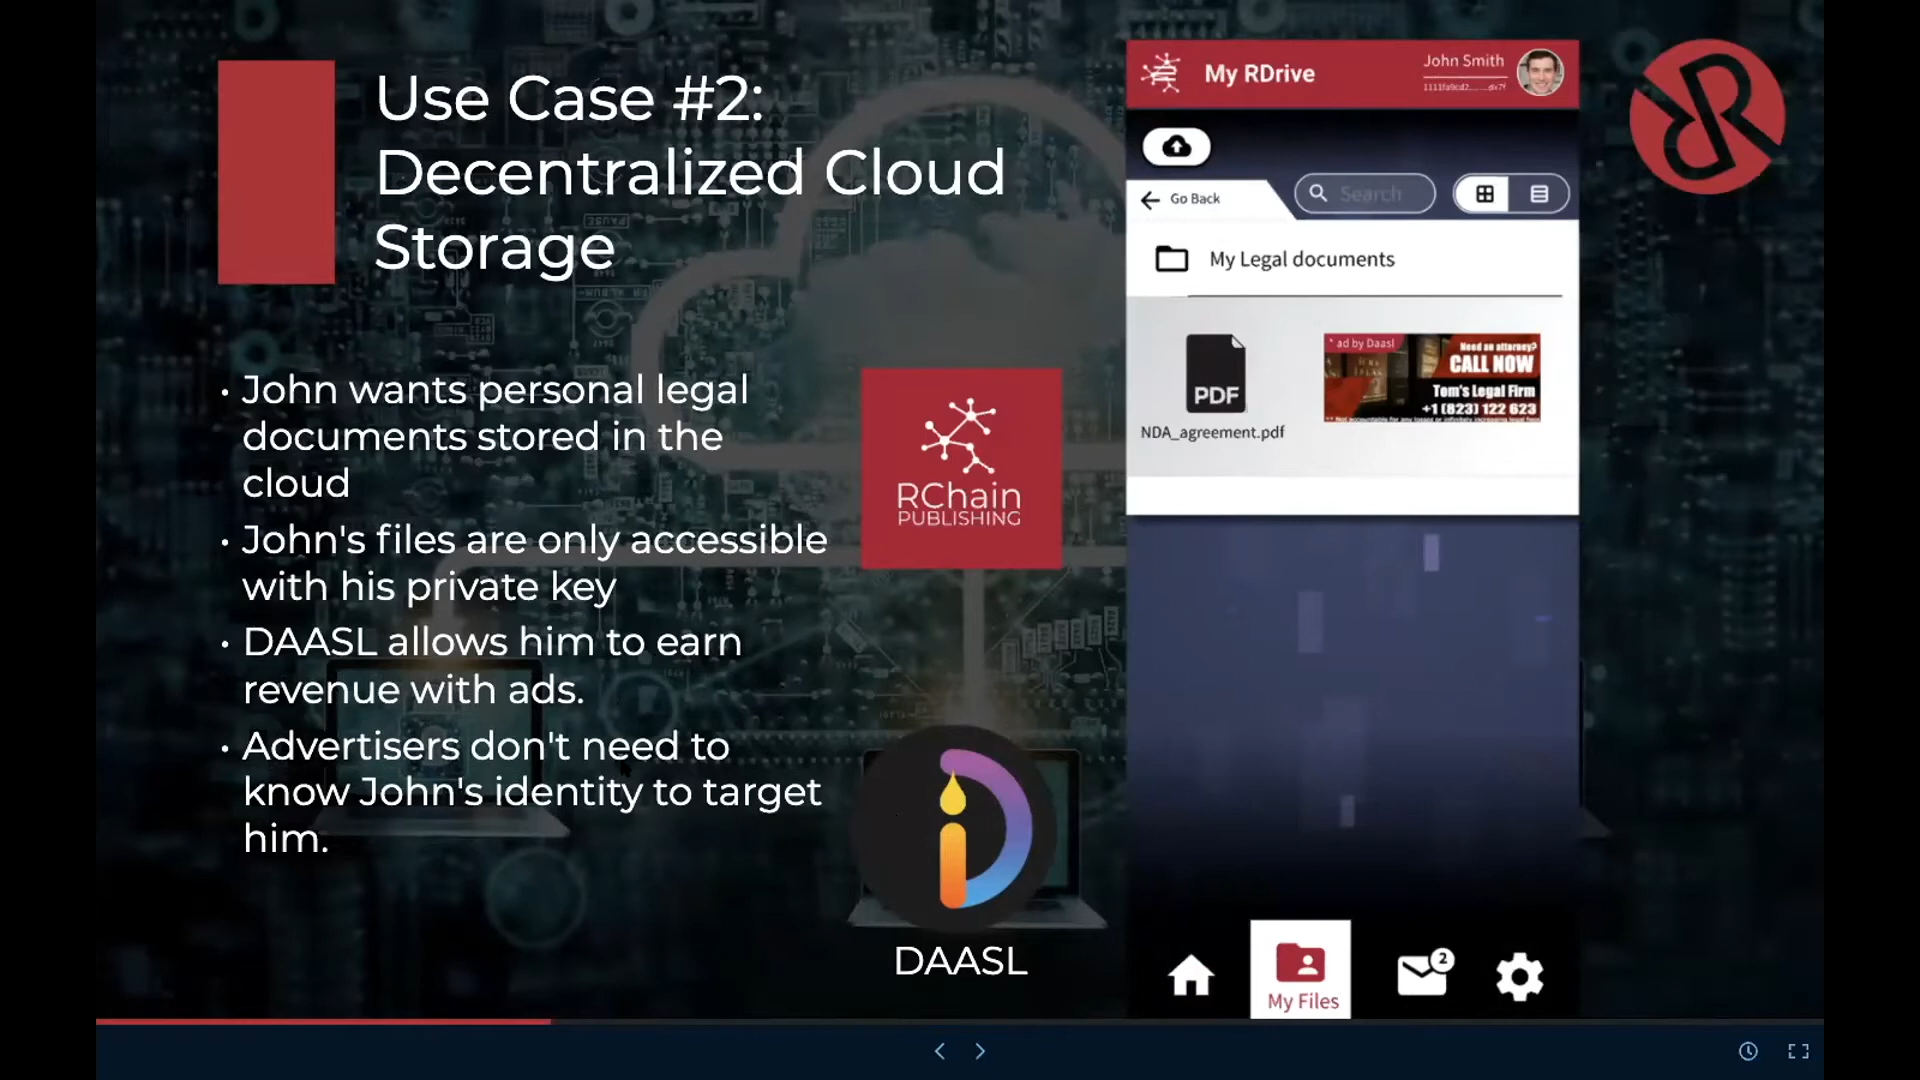 Use Case #2:
Decentralized Cloud
Storage
• John wants personal legal
documents stored in the
cloud
• John's files are only accessible
with his private key
• DAASL allows him to earn
revenue with ads.
• Advertisers don't need to
know John's identity to target
him.
RChain
PUBLISHING
DAASL
My RDrive
John Smith
Go Back
Search
My Legal documents
PDF
NDA_agreement.pdf
* ad by Daasl
Need an attorney?
CALL NOW
Tom's Legal Firm
+1 (823) 122 623
2
My Files